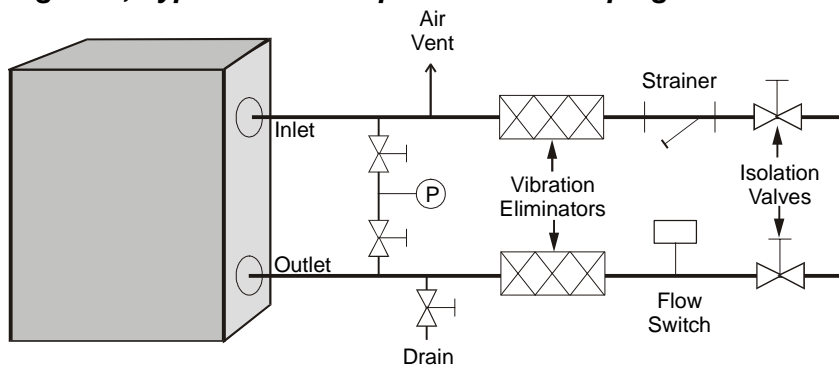 Air
Vent
Strainer
Inlet
Isolation
Valves
P
Vibration
Eliminators
Outlet
Flow
Switch
Drain